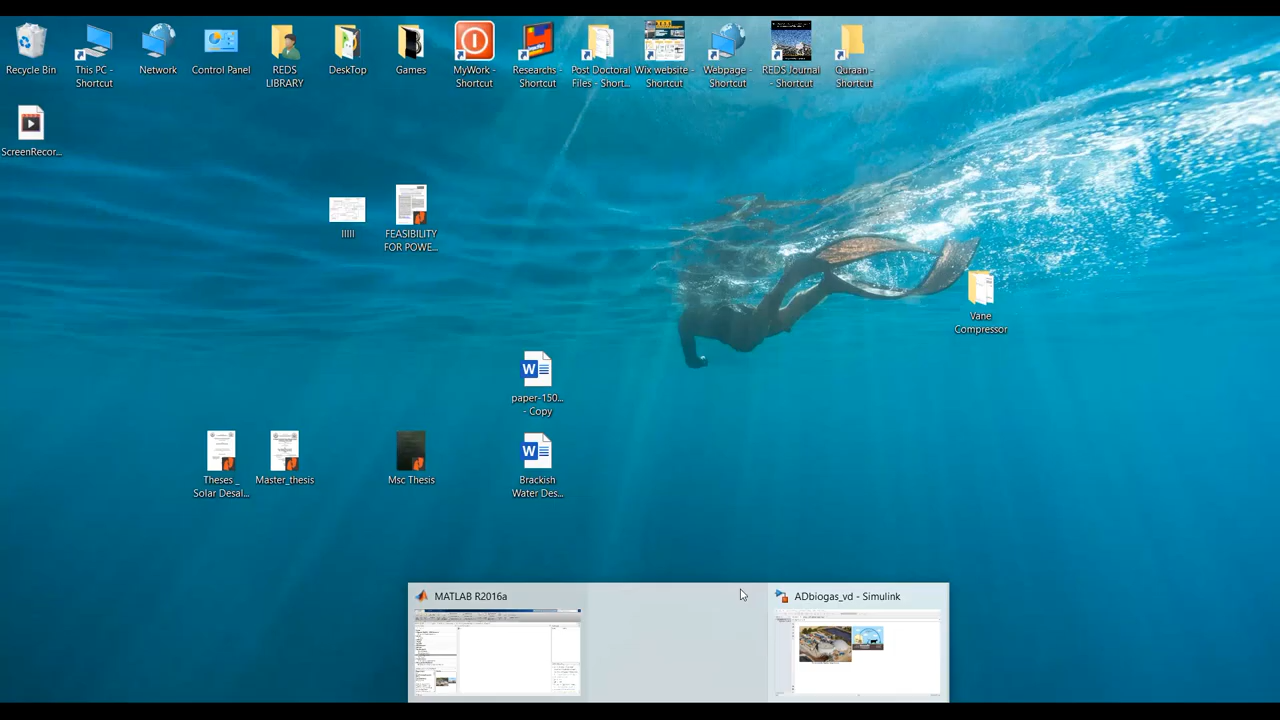 Recycle Bin
This PC - Shortcut
Network
Control Panel
REDS LIBRARY
DeskTop
Games
MyWork - Shortcut
Researchs - Shortcut
Post Doctoral Files - Short...
Wix website - Shortcut
Webpage - Shortcut
REDS Journal - Shortcut
Quraan - Shortcut
ScreenRecor...
lllll
FEASIBILITY FOR POWE...
Vane Compressor
paper-150... - Copy
Theses _ Solar Desal...
Master_thesis
Msc Thesis
Brackish Water Des...
MATLAB R2016a
ADbiogas_vd - Simulink